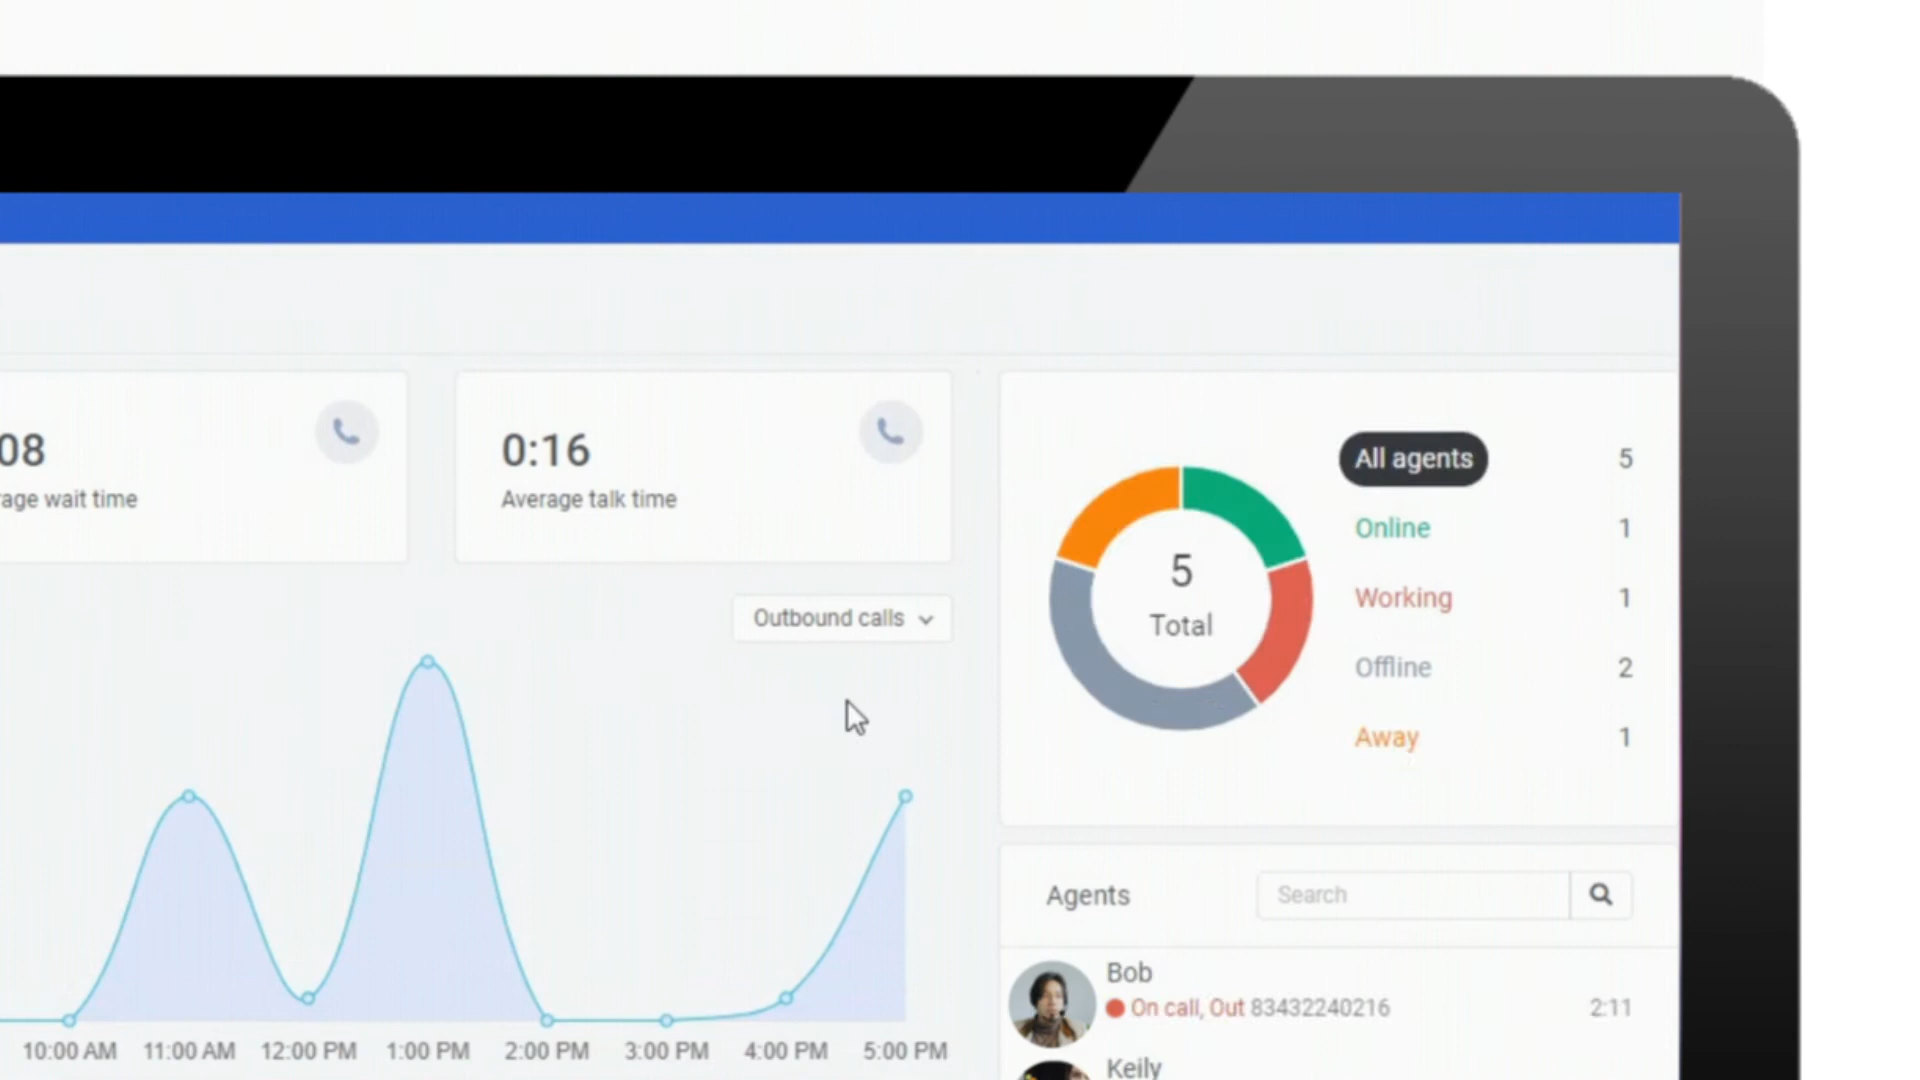 08
age wait time
0:16
Average talk time
Outbound calls
10:00 AM 11:00 AM 12:00 PM 1:00 PM 2:00 PM 3:00 PM 4:00 PM 5:00 PM
5
Total
All agents 5
Online 1
Working 1
Offline 2
Away 1
Agents
Search
Bob
On call, Out 83432240216 2:11
Keily